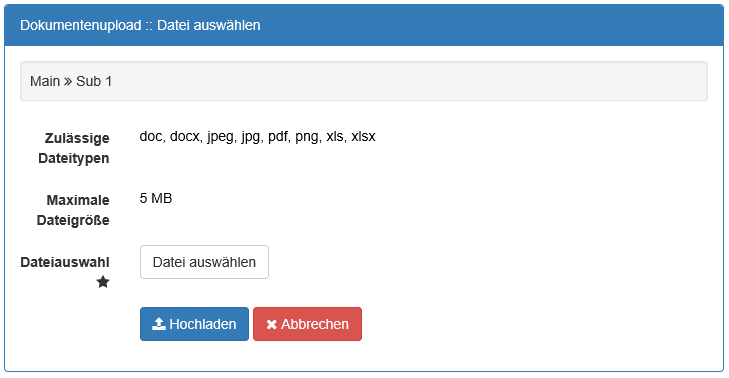 Dokumentenupload :: Datei auswählen
Main » Sub 1
Zulässige Dateitypen
doc, docx, jpeg, jpg, pdf, png, xls, xlsx
Maximale Dateigröße
5 MB
Dateiauswahl ★
Datei auswählen
Hochladen
Abbrechen